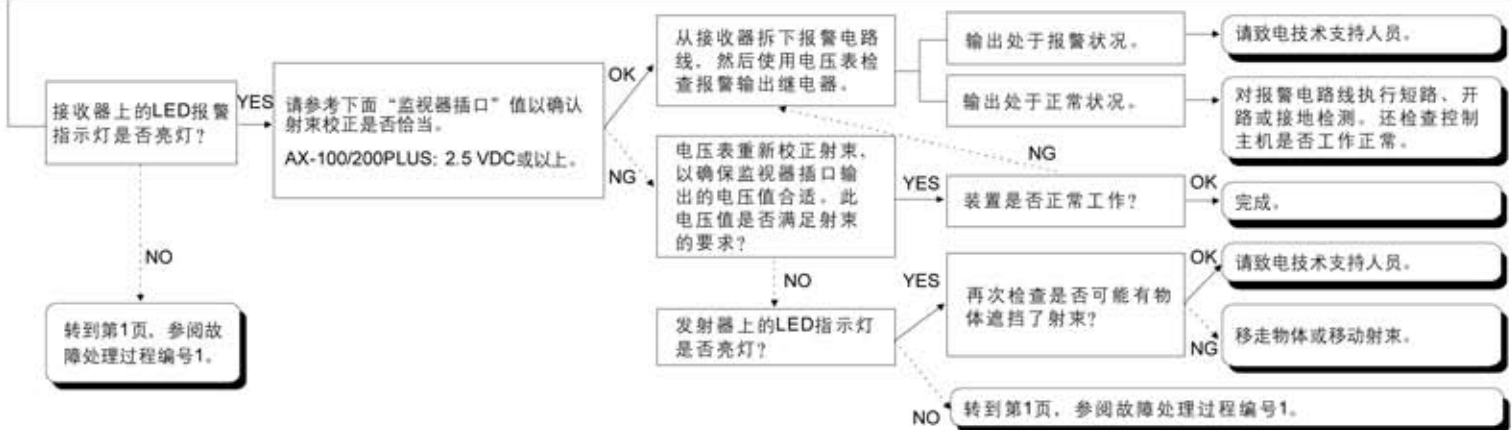 接收器上的LED报警
指示灯是否亮灯?
YES
NO
转到第1页，参阅故
障处理过程编号1。
请参考下面“监视器插口”值以确认
射束校正是否恰当。
AX-100/200PLUS: 2.5 VDC或以上。
OK
NG
从接收器拆下报警电路
线，然后使用电压表检
查报警输出继电器。
输出处于报警状况。
请致电技术支持人员。
输出处于正常状况。
对报警电路线执行短路、开
路或接地检测。还检查控制
主机是否工作正常。
电压表重新校正射束，
以确保监视器插口输
出的电压值合适。此
电压值是否满足射束
的要求?
YES
NG
装置是否正常工作?
OK
完成。
NO
发射器上的LED指示灯
是否亮灯?
YES
再次检查是否可能有物
体遮挡了射束?
OK
请致电技术支持人员。
NG
移走物体或移动射束。
NO
转到第1页，参阅故障处理过程编号1。